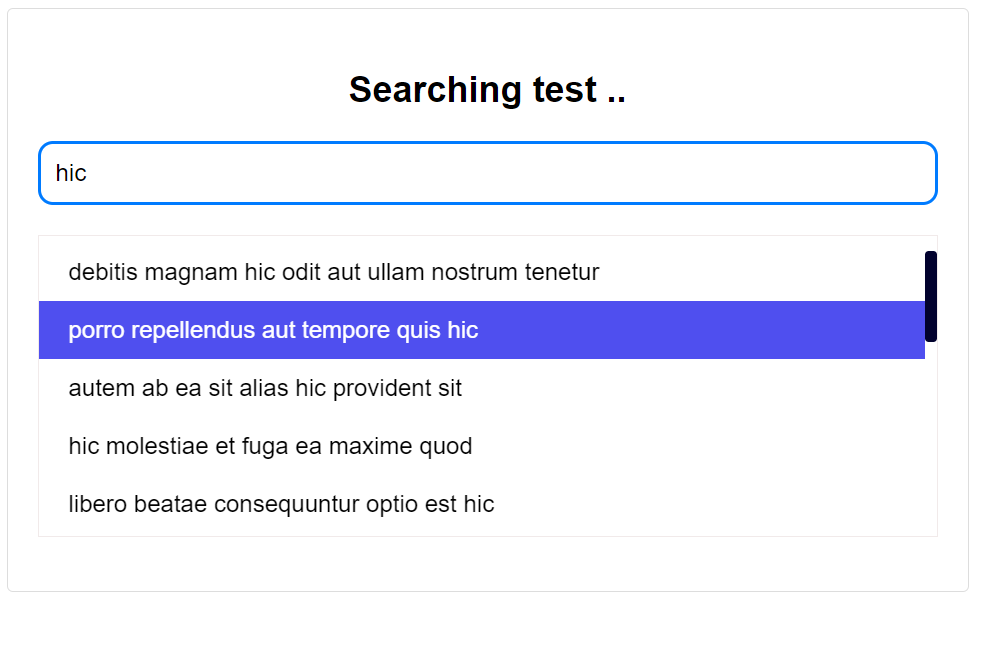 Searching test ..
hic
debitis magnam hic odit aut ullam nostrum tenetur
porro repellendus aut tempore quis hic
autem ab ea sit alias hic provident sit
hic molestiae et fuga ea maxime quod
libero beatae consequuntur optio est hic